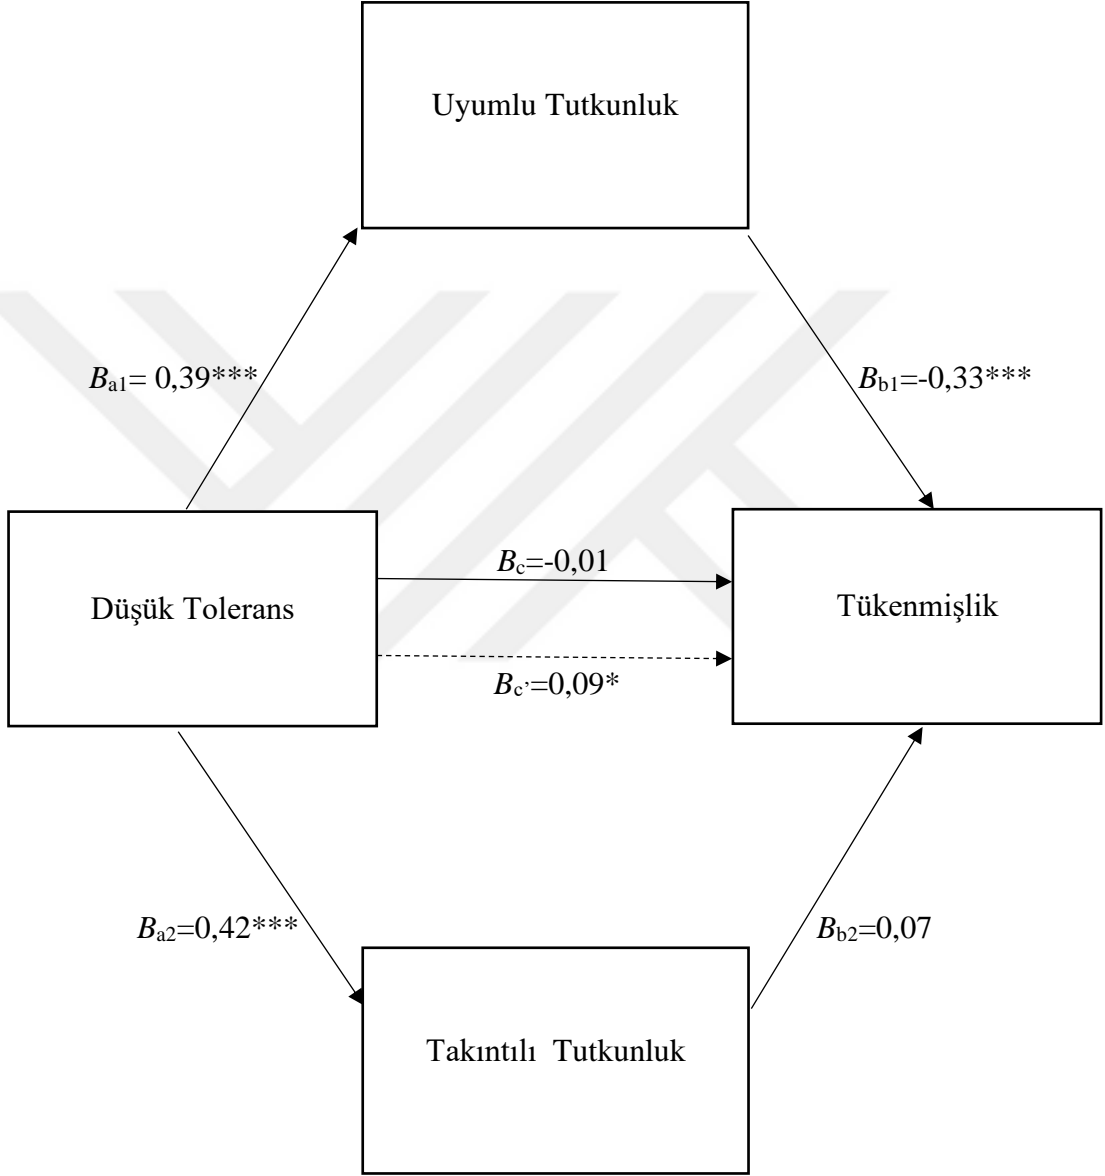 Uyumlu Tutkunluk
Ba1= 0,39***
Bb1=-0,33***
Bc=-0,01
Düşük Tolerans
Tükenmişlik
Bc’=0,09*
Ba2=0,42***
Bb2=0,07
Takıntılı Tutkunluk